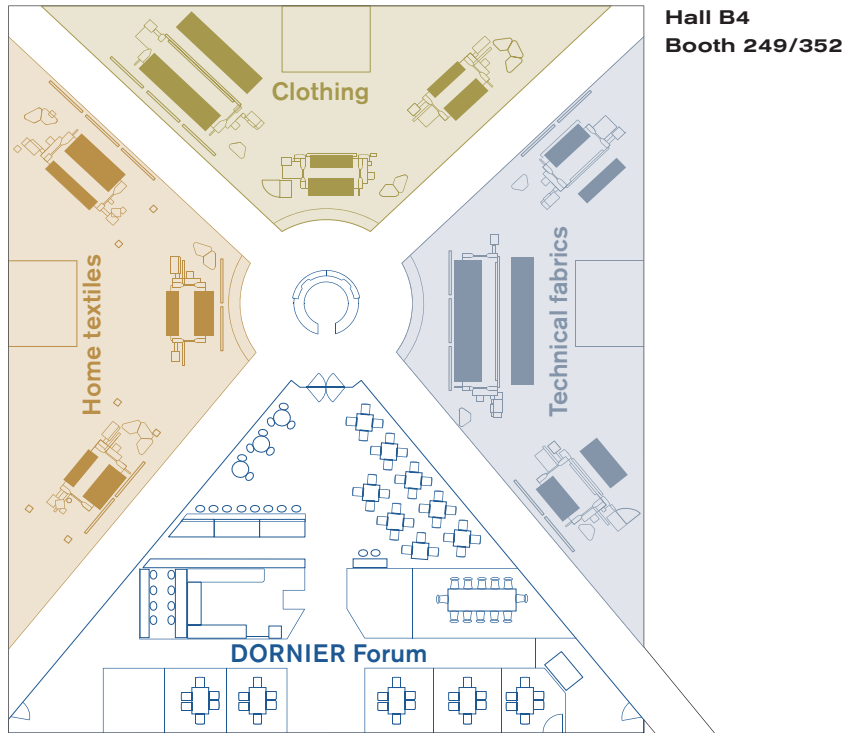 Hall B4
Booth 249/352
Clothing
Home textiles
Technical fabrics
DORNIER Forum